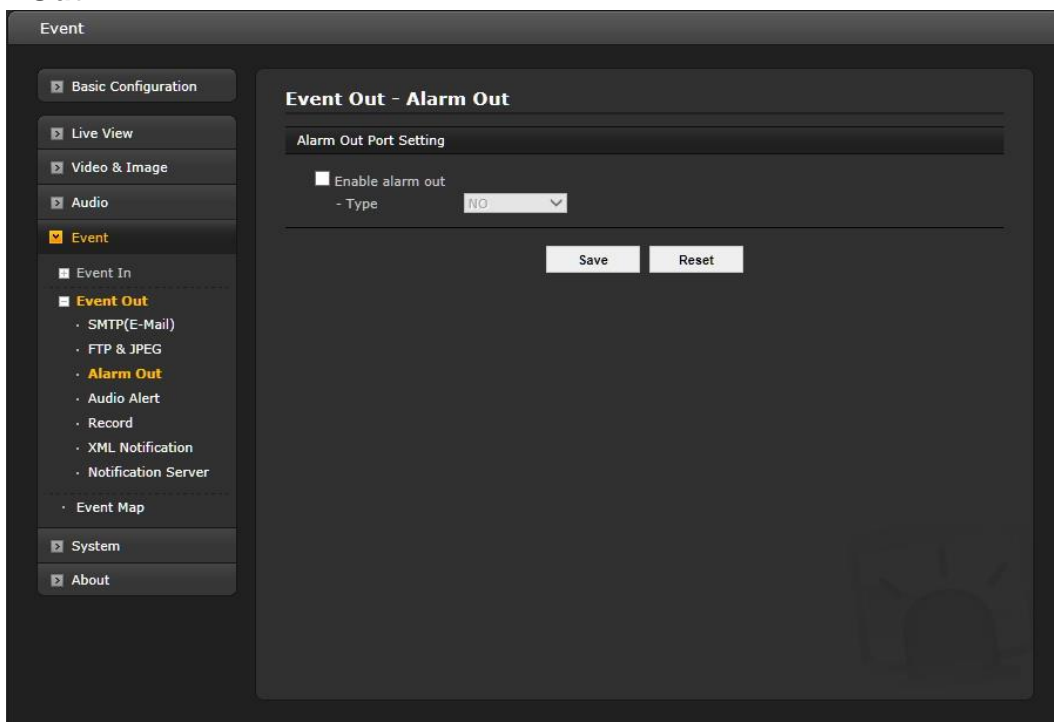 Event
Basic Configuration
Live View
Video & Image
Audio
Event
Event In
Event Out
· SMTP(E-Mail)
· FTP & JPEG
· Alarm Out
· Audio Alert
· Record
· XML Notification
· Notification Server
· Event Map
System
About
Event Out - Alarm Out
Alarm Out Port Setting
Enable alarm out
- Type NO
Save Reset